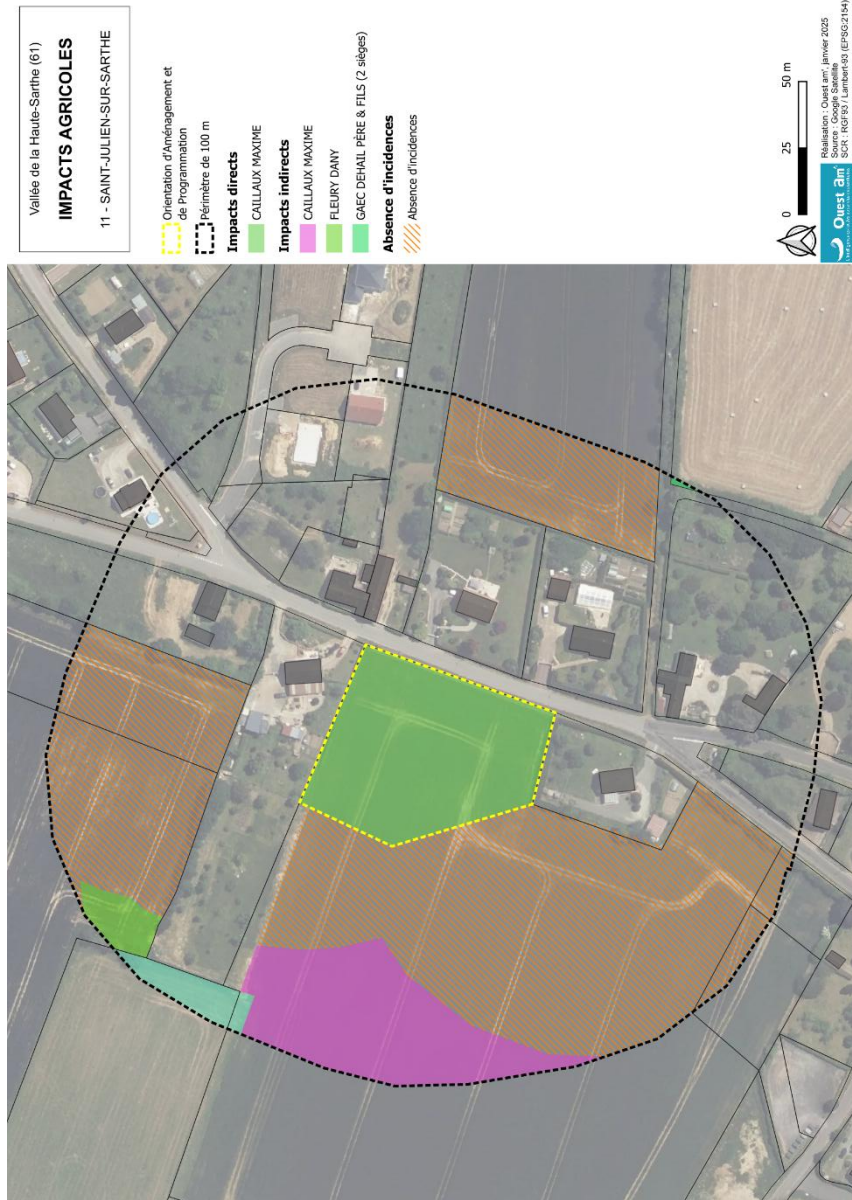 Vallée de la Haute-Sarthe (61)
IMPACTS AGRICOLES
11 - SAINT-JULIEN-SUR-SARTHE
Orientation d'Aménagement et
de Programmation
Périmètre de 100 m
Impacts directs
CAILLAUX MAXIME
Impacts indirects
CAILLAUX MAXIME
FLEURY DANY
GAEC DEHAIL PÈRE & FILS (2 sièges)
Absence d'incidences
Absence d'incidences
0 25 50 m
Ouest am'
Réalisation : Ouest am', janvier 2025
Source : Google Satellite
SCR : RGF93 / Lambert-93 (EPSG:2154)